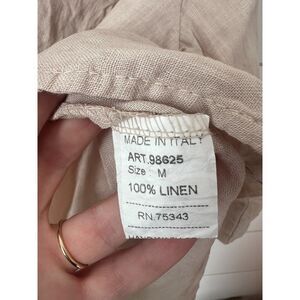 MADE IN ITALY
ART.98625
Size : M
100% LINEN
RN.75343